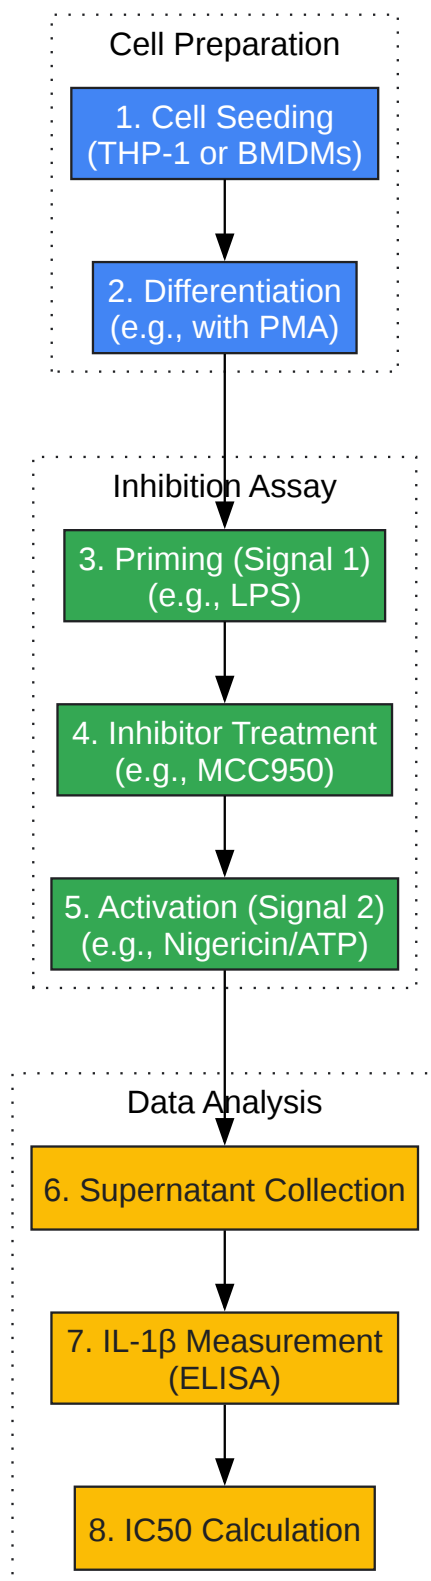 Cell Preparation
1. Cell Seeding
(THP-1 or BMDMs)
2. Differentiation
(e.g., with PMA)
Inhibition Assay
3. Priming (Signal 1)
(e.g., LPS)
4. Inhibitor Treatment
(e.g., MCC950)
5. Activation (Signal 2)
(e.g., Nigericin/ATP)
Data Analysis
6. Supernatant Collection
7. IL-1β Measurement
(ELISA)
8. IC50 Calculation